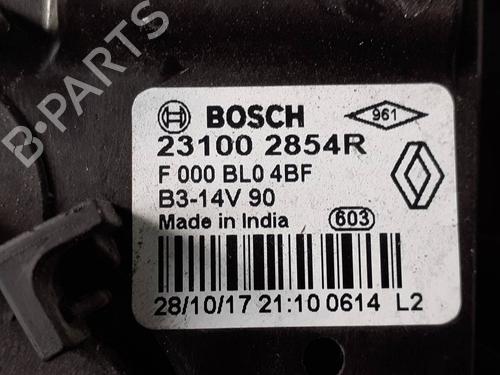 B-PARTS
BOSCH
961
23100 2854R
F 000 BL0 4BF
B3-14V 90
Made in India
603
28/10/17 21:10 0614 L2